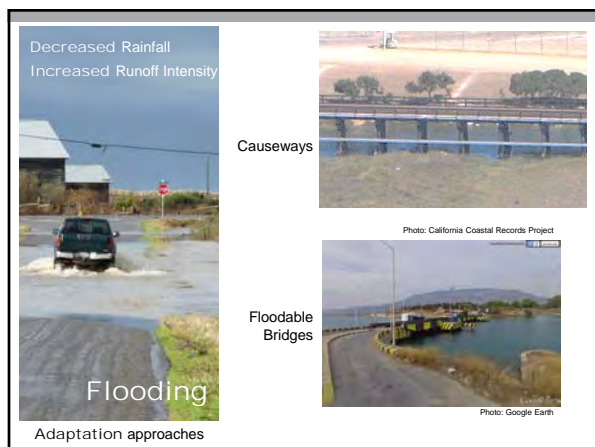 Decreased Rainfall
Increased Runoff Intensity
Flooding
Adaptation approaches
Causeways
Photo: California Coastal Records Project
Floodable
Bridges
Photo: Google Earth